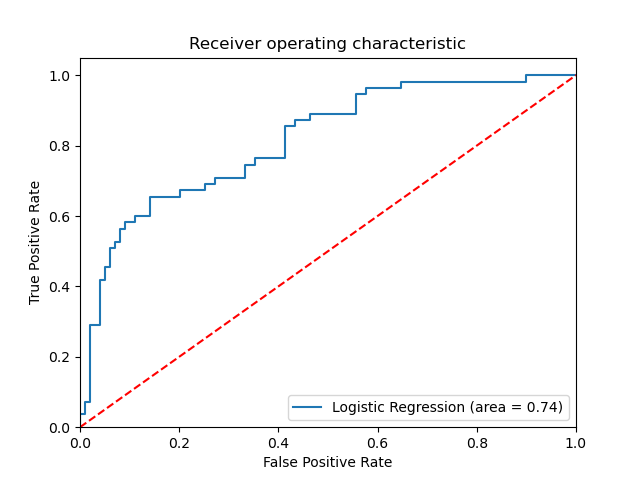 Receiver operating characteristic
1.0
0.8
0.6
0.4
0.2
0.0
True Positive Rate
Logistic Regression (area = 0.74)
0.0 0.2 0.4 0.6 0.8 1.0
False Positive Rate